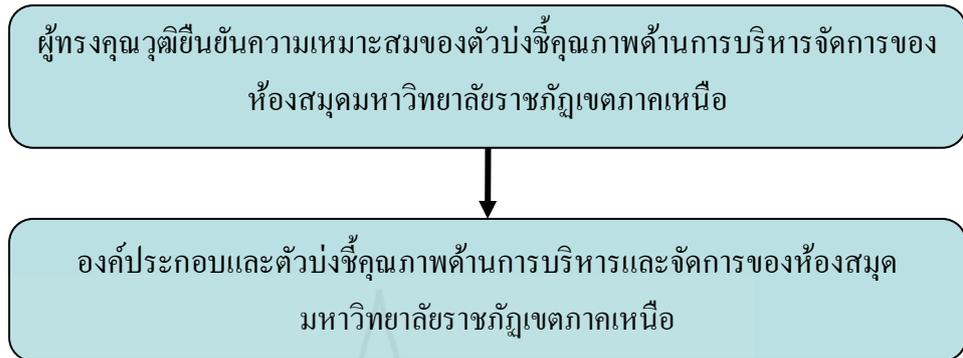 ผู้ทรงคุณวุฒิยืนยันความเหมาะสมของตัวบ่งชี้คุณภาพด้านการบริหารจัดการของ
ห้องสมุดมหาวิทยาลัยราชภัฏเขตภาคเหนือ
องค์ประกอบและตัวบ่งชี้คุณภาพด้านการบริหารและจัดการของห้องสมุด
มหาวิทยาลัยราชภัฏเขตภาคเหนือ